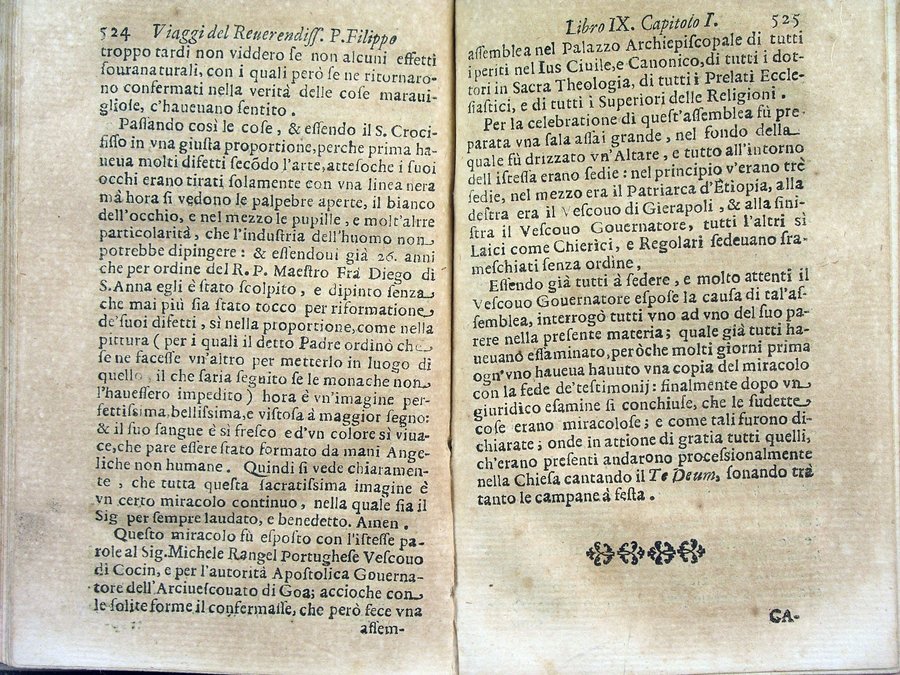 524 Viaggi del Reuerendiſſ. P. Filippo
troppo tardi non viddero ſe non alcuni effetti
ſouranaturali, con i quali però ſe ne ritornaro-
no confermati nella verità delle coſe maraui-
glioſe, c'haueuano ſentito.
Paſſando così le coſe, & eſſendo il S. Croci-
fiſſo in vna giuſta proportione, perche prima ha-
ueua molti difetti ſecōdo l'arte, atteſoche i ſuoi
occhi erano tirati ſolamente con vna linea nera
mà hora ſi vedono le palpebre aperte, il bianco
dell'occhio, e nel mezzo le pupille, e molt'altre
particolarità, che l'induſtria dell'huomo non
potrebbe dipingere: & eſſendoui già 26. anni
che per ordine del R. P. Maeſtro Frà Diego di
S. Anna egli è ſtato ſcolpito, e dipinto ſenza
che mai più ſia ſtato tocco per riformatione
de'ſuoi difetti, sì nella proportione, come nella
pittura (per i quali il detto Padre ordinò che
ſe ne faceſſe vn'altro per metterlo in luogo di
quello, il che ſaria ſeguito ſe le monache non
l'haueſſero impedito) hora è vn'imagine per-
fettiſſima, belliſſima, e viſtoſa à maggior ſegno:
& il ſuo ſangue è sì freſco e d'vn colore sì viua-
ce, che pare eſſere ſtato formato da mani Ange-
liche non humane. Quindi ſi vede chiaramen-
te, che tutta queſta ſacratiſſima imagine è
vn certo miracolo continuo, nella quale ſia il
Sig per ſempre laudato, e benedetto. Amen.
Queſto miracolo fù eſpoſto con l'iſteſſe pa-
role al Sig. Michele Rangel Portugheſe Veſcouo
di Cocin, e per l'autorità Apoſtolica Gouerna-
tore dell'Arciueſcouato di Goa; accioche con
le ſolite forme il confermaſſe, che però fece vna
aſſem-
Libro IX. Capitolo I. 525
aſſemblea nel Palazzo Archiepiſcopale di tutti
i periti nel Ius Ciuile, e Canonico, di tutti i dot-
tori in Sacra Theologia, di tutti i Prelati Eccle-
ſiaſtici, e di tutti i Superiori delle Religioni.
Per la celebratione di queſt'aſſemblea fù pre-
parata vna ſala aſſai grande, nel fondo della
quale fù drizzato vn'Altare, e tutto all'intorno
dell iſteſſa erano ſedie: nel principio v'erano trè
ſedie, nel mezzo era il Patriarca d'Etiopia, alla
deſtra era il Veſcouo di Gierapoli, & alla ſini-
ſtra il Veſcouo Gouernatore, tutti l'altri sì
Laici come Chierici, e Regolari ſedeuano fra-
meſchiati ſenza ordine,
Eſſendo già tutti à ſedere, e molto attenti il
Veſcouo Gouernatore eſpoſe la cauſa di tal'aſ-
ſemblea, interrogò tutti vno ad vno del ſuo pa-
rere nella preſente materia; quale già tutti ha-
ueuano eſſaminato, peròche molti giorni prima
ogn'vno haueua hauuto vna copia del miracolo
con la fede de'teſtimonij: finalmente dopo vn
giuridico eſamine ſi conchiuſe, che le ſudette
coſe erano miracoloſe; e come tali furono di-
chiarate; onde in attione di gratia tutti quelli,
ch'erano preſenti andarono proceſſionalmente
nella Chieſa cantando il Te Deum, ſonando trà
tanto le campane à feſta.
CA-